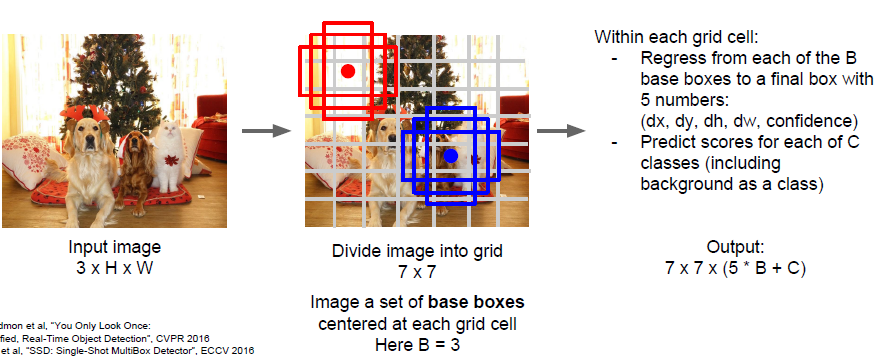 Input image
3 x H x W
Divide image into grid
7 x 7
Image a set of base boxes
centered at each grid cell
Here B = 3
Within each grid cell:
- Regress from each of the B
base boxes to a final box with
5 numbers:
(dx, dy, dh, dw, confidence)
- Predict scores for each of C
classes (including
background as a class)
Output:
7 x 7 x (5 * B + C)
dmon et al, "You Only Look Once:
fied, Real-Time Object Detection", CVPR 2016
et al, "SSD: Single-Shot MultiBox Detector", ECCV 2016